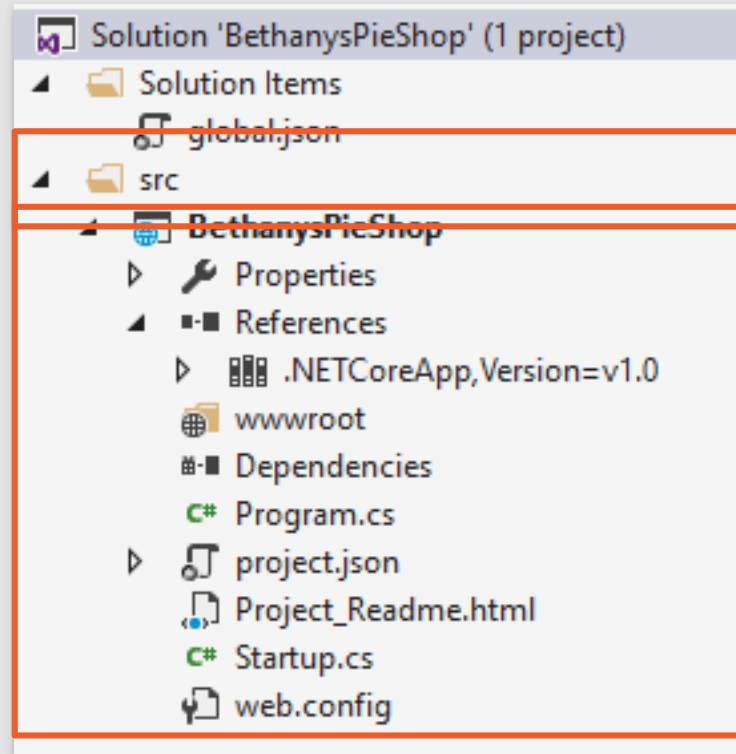 Solution 'BethanysPieShop' (1 project)
Solution Items
global.json
src
BethanysPieShop
Properties
References
.NETCoreApp,Version=v1.0
wwwroot
Dependencies
C# Program.cs
project.json
Project_Readme.html
C# Startup.cs
web.config